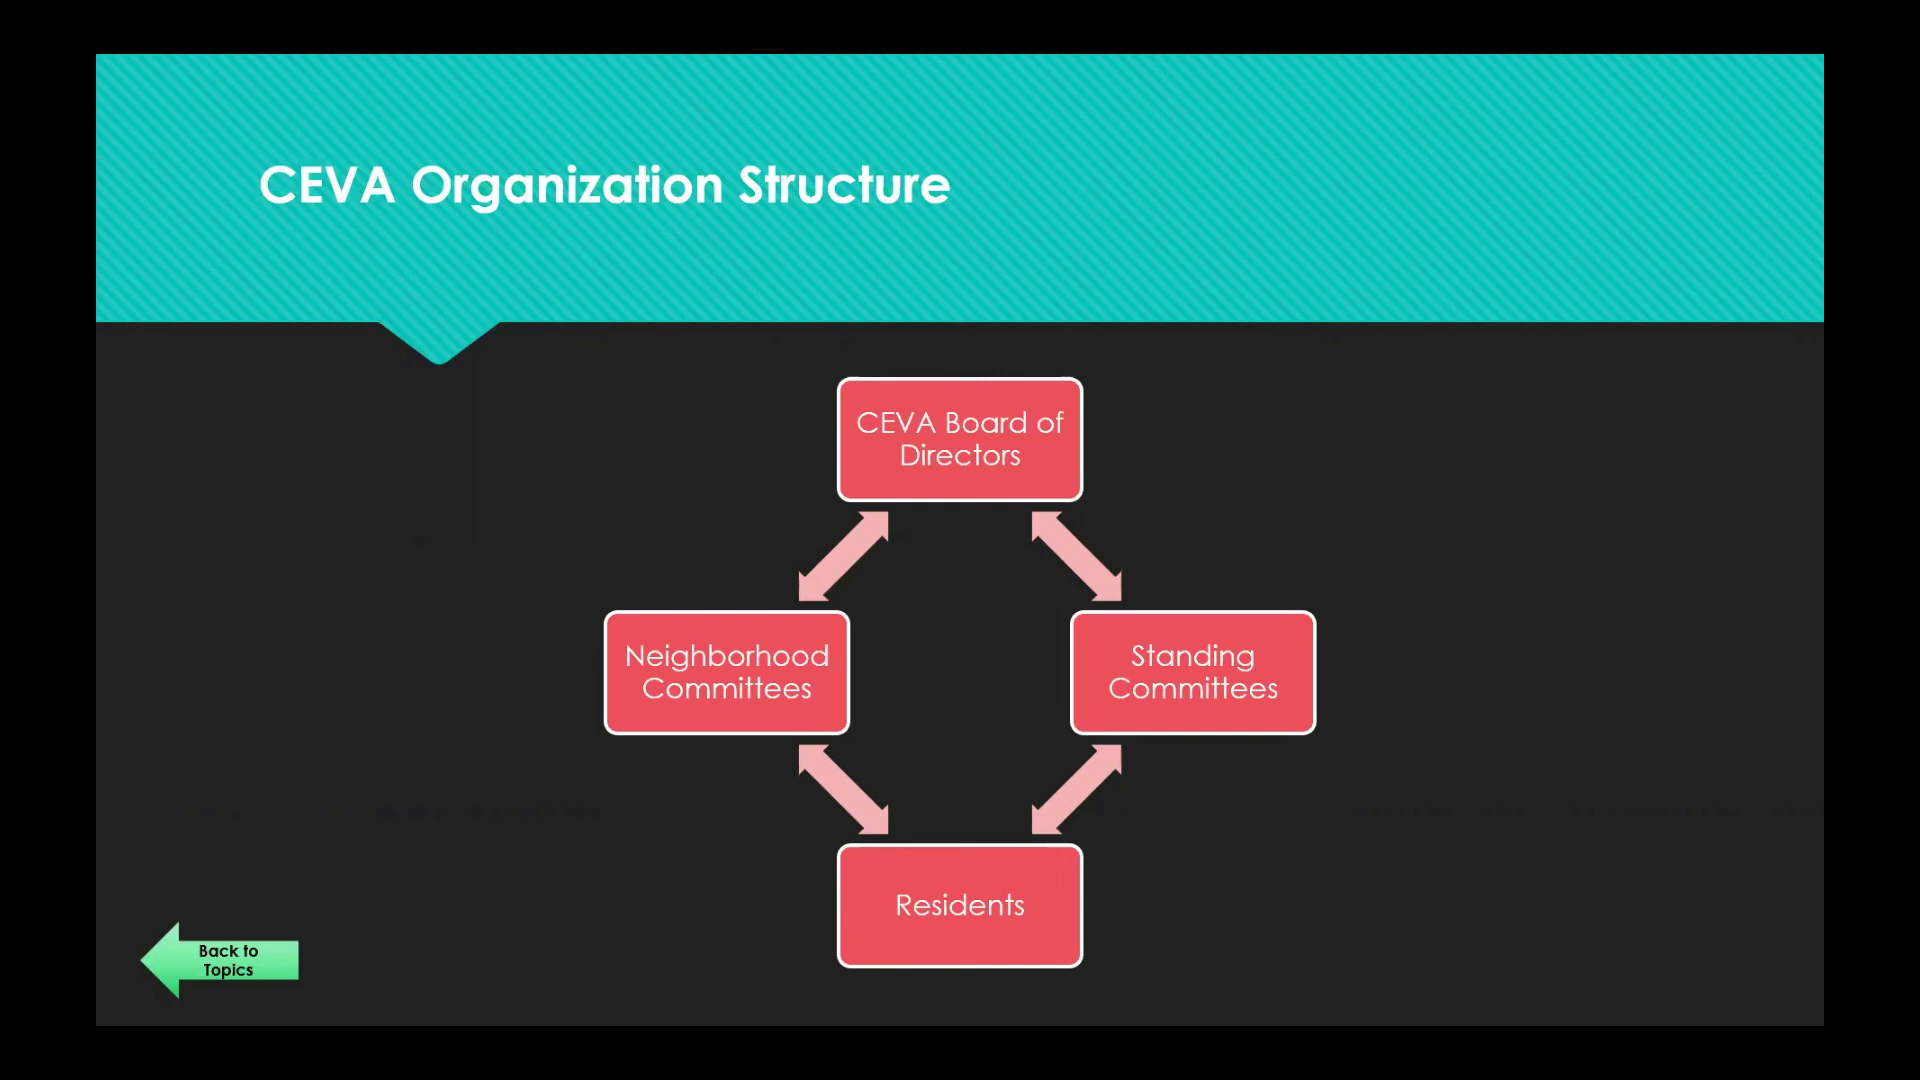 CEVA Organization Structure
CEVA Board of
Directors
Neighborhood
Committees
Standing
Committees
Residents
Back to
Topics